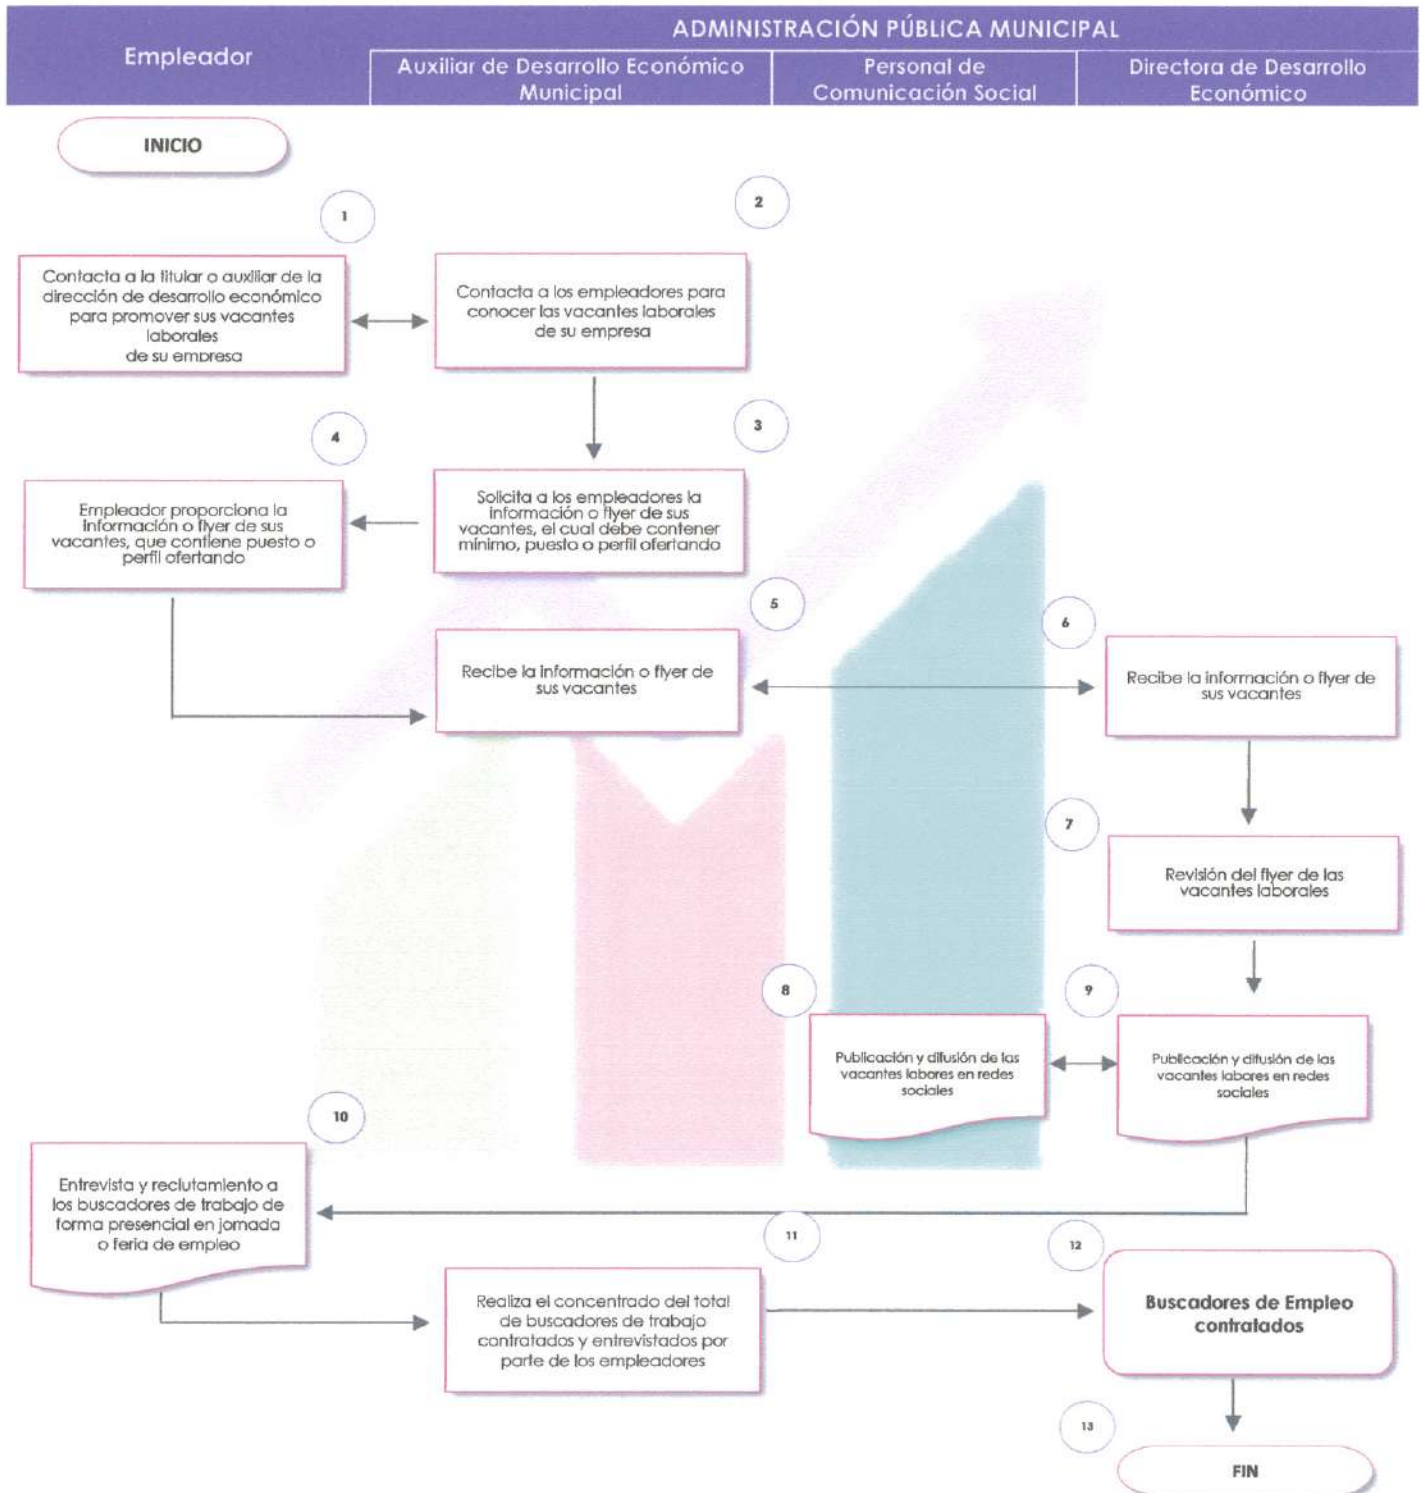 ADMINISTRACIÓN PÚBLICA MUNICIPAL
Empleador
Auxiliar de Desarrollo Económico
Municipal
Personal de
Comunicación Social
Directora de Desarrollo
Económico
INICIO
1
2
Contacta a la titular o auxiliar de la
dirección de desarrollo económico
para promover sus vacantes
laborales
de su empresa
Contacta a los empleadores para
conocer las vacantes laborales
de su empresa
4
3
Empleador proporciona la
información o flyer de sus
vacantes, que contiene puesto o
perfil ofertando
Solicita a los empleadores la
información o flyer de sus
vacantes, el cual debe contener
mínimo, puesto o perfil ofertando
5
6
Recibe la información o flyer de
sus vacantes
Recibe la información o flyer de
sus vacantes
7
Revisión del flyer de las
vacantes laborales
8
9
Publicación y difusión de las
vacantes labores en redes
sociales
Publicación y difusión de las
vacantes labores en redes
sociales
10
Entrevista y reclutamiento a
los buscadores de trabajo de
forma presencial en jornada
o feria de empleo
11
12
Realiza el concentrado del total
de buscadores de trabajo
contratados y entrevistados por
parte de los empleadores
Buscadores de Empleo
contratados
13
FIN